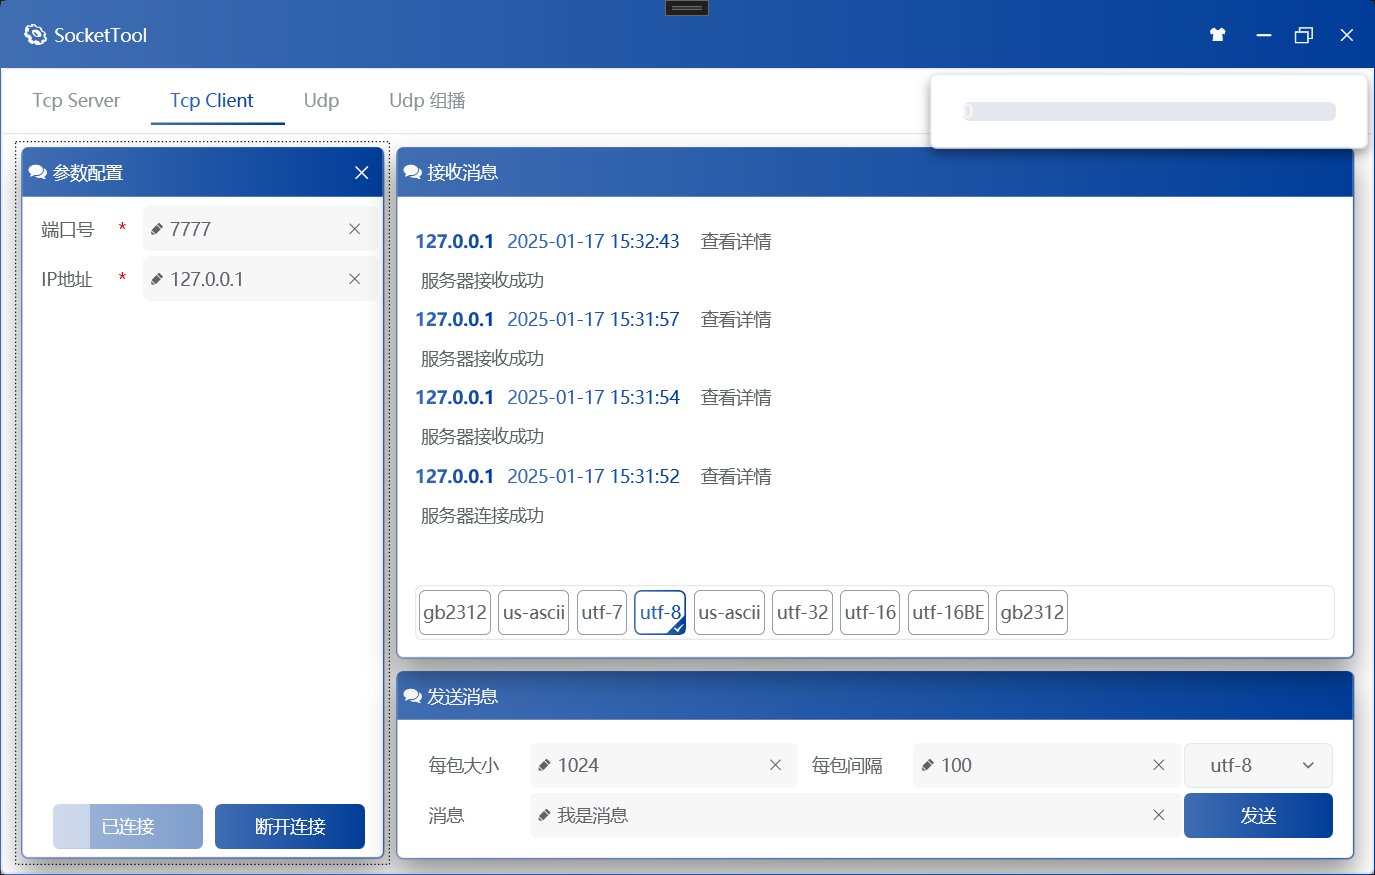 SocketTool
Tcp Server
Tcp Client
Udp
Udp 组播
0
参数配置
端口号 * 7777
IP地址 * 127.0.0.1
已连接
断开连接
接收消息
127.0.0.1 2025-01-17 15:32:43 查看详情
服务器接收成功
127.0.0.1 2025-01-17 15:31:57 查看详情
服务器接收成功
127.0.0.1 2025-01-17 15:31:54 查看详情
服务器接收成功
127.0.0.1 2025-01-17 15:31:52 查看详情
服务器连接成功
gb2312 us-ascii utf-7 utf-8 us-ascii utf-32 utf-16 utf-16BE gb2312
发送消息
每包大小 1024 每包间隔 100 utf-8
消息 我是消息 发送